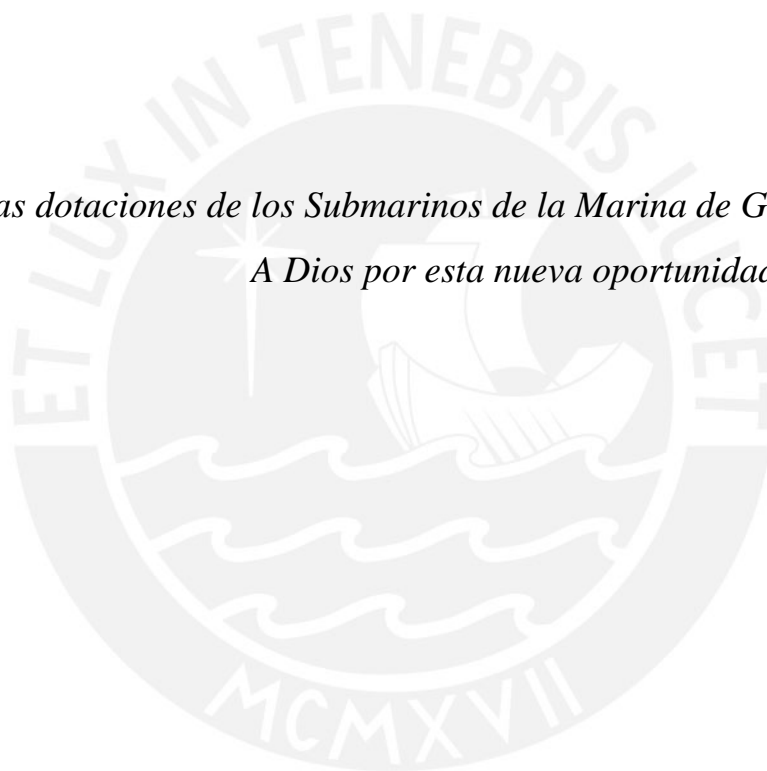 ET LUX IN TENEBRIS LUCET
as dotaciones de los Submarinos de la Marina de G
A Dios por esta nueva oportunidad
MCMXVII